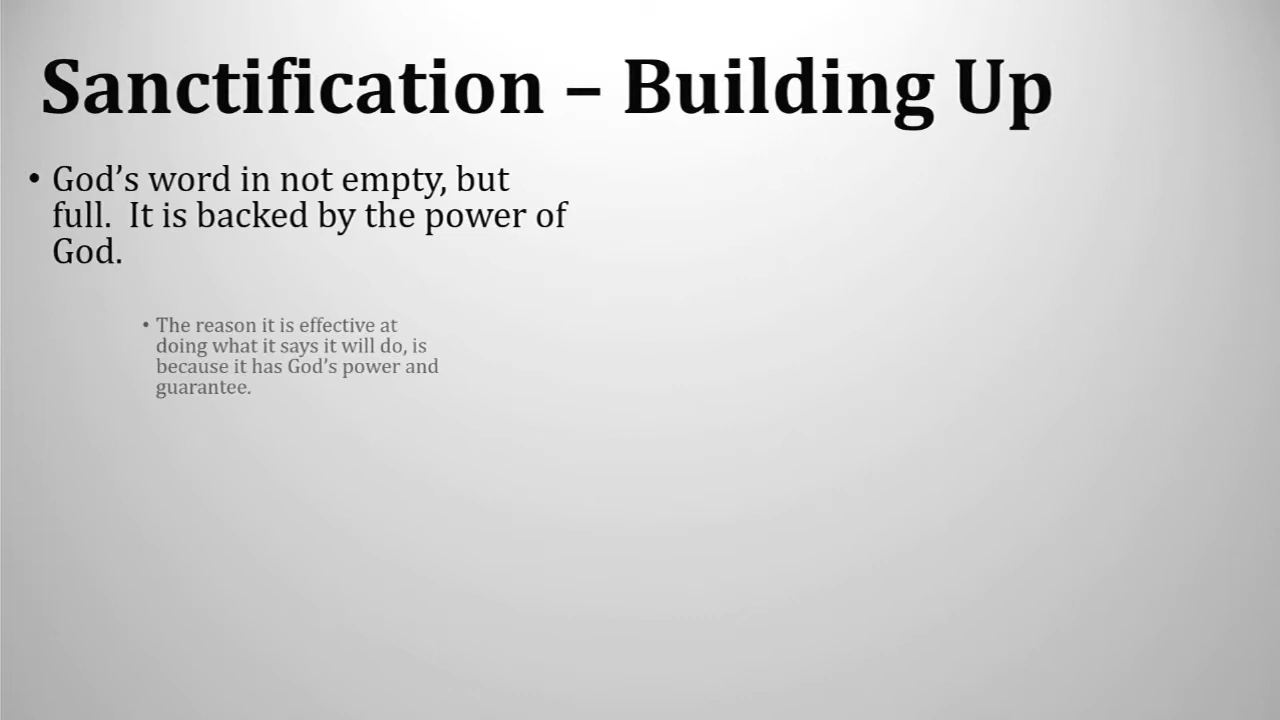 Sanctification – Building Up
• God’s word in not empty, but
full.  It is backed by the power of
God.
• The reason it is effective at
doing what it says it will do, is
because it has God’s power and
guarantee.